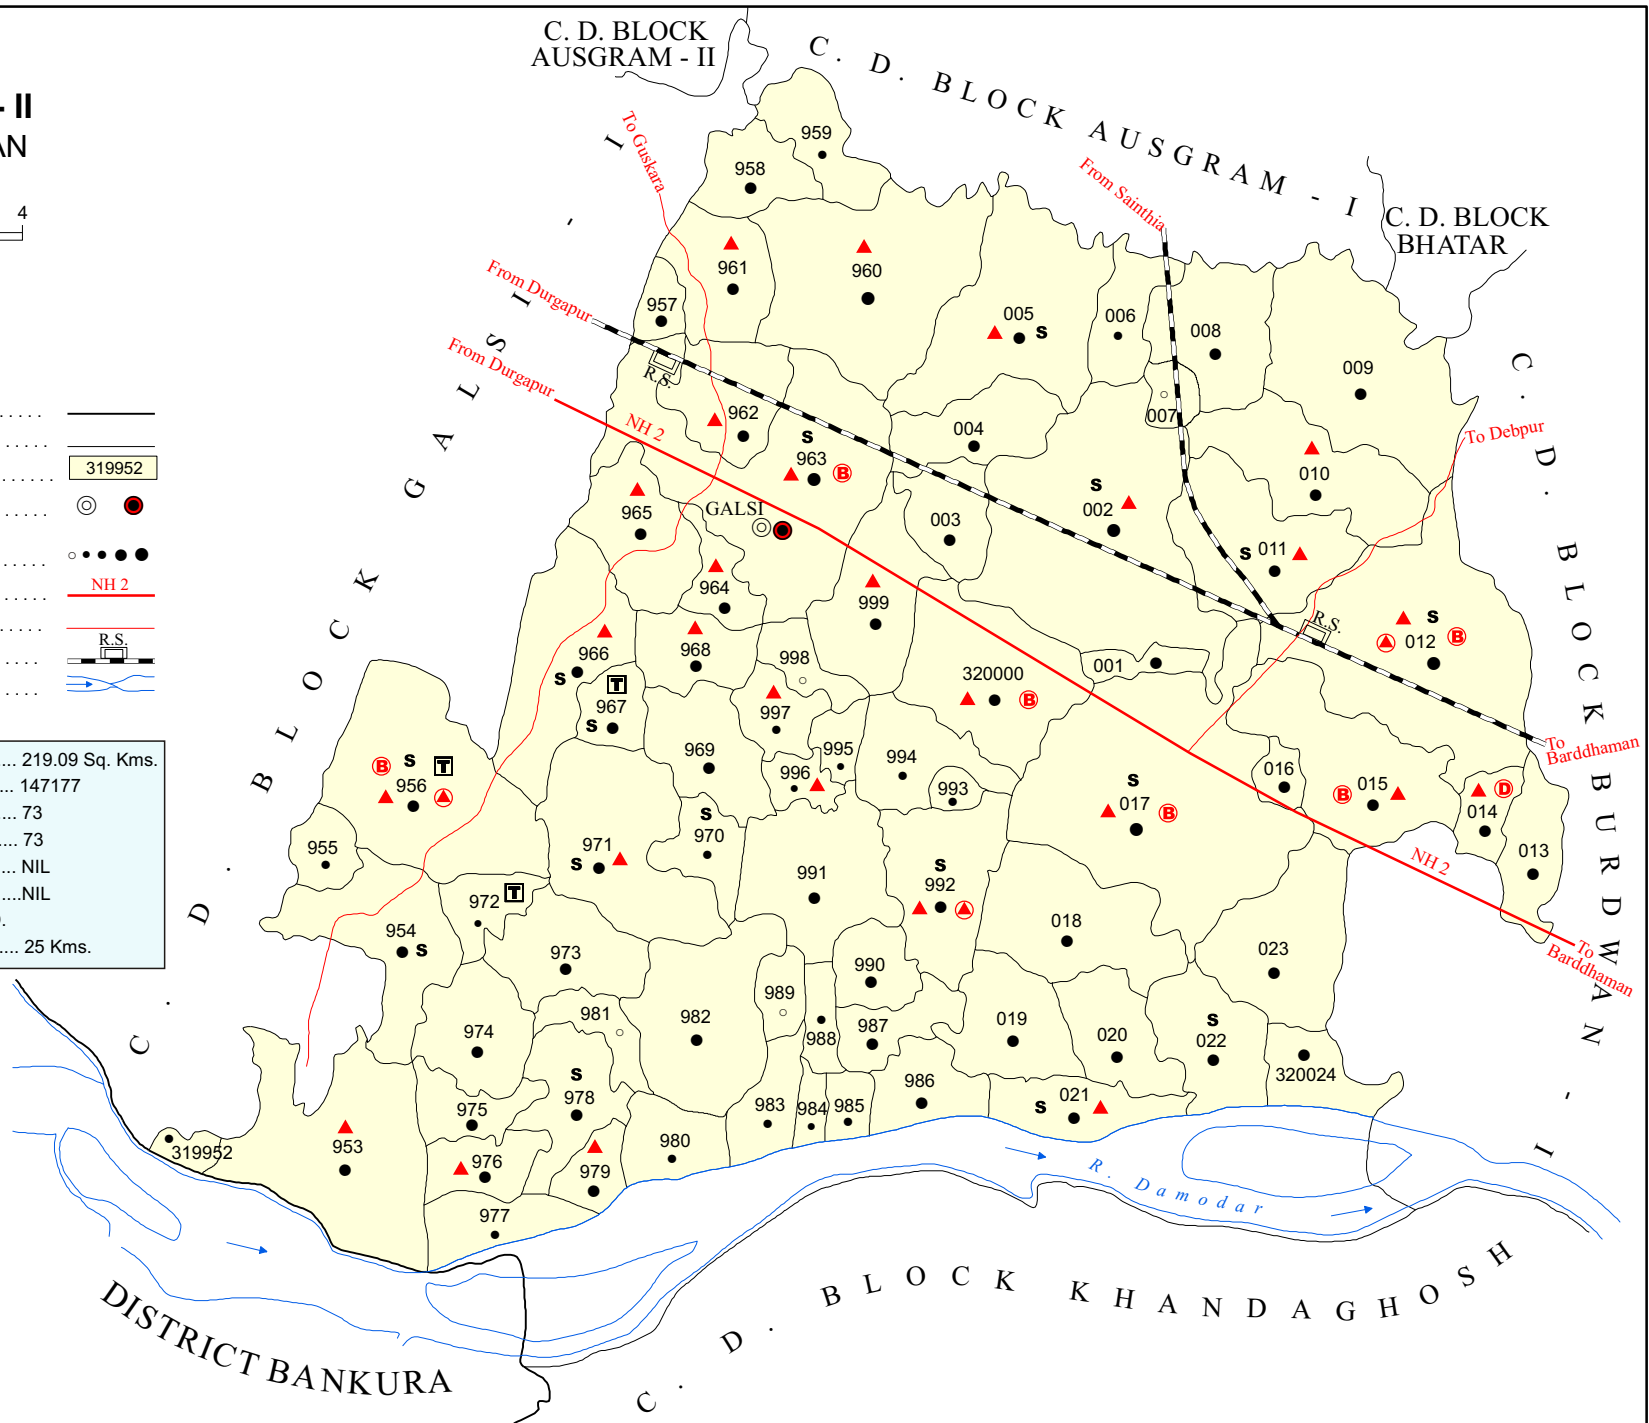 C. D. BLOCK
AUSGRAM - II
C. D. BLOCK AUSGRAM - I
C. D. BLOCK
BHATAR
C. D. BLOCK BURDWAN - I
C. D. BLOCK GALSI - I
C. D. BLOCK KHANDAGHOSH
DISTRICT BANKURA
- II
AN
4
319952
NH 2
R.S.
.... 219.09 Sq. Kms.
... 147177
.... 73
.... 73
.... NIL
....NIL
.... 25 Kms.
To Guskara
From Sainthia
From Durgapur
From Durgapur
To Debpur
To
Barddhaman
To
Barddhaman
NH 2
NH 2
R.S.
R.S.
GALSI
R. Damodar
959
958
961
960
957
005 S
006
008
009
007
962
004
S
963 B
010
S
002
965
003
S 011
964
999
S
012 B
966
S
968
998
001
T
967
S
320000
B
997
969
995
994
996
993
016
B 015
D
014
B S T
956
S
017 B
013
955
S
970
971
S
991
S
992
972 T
954
S
018
973
023
990
989
981
982
974
987
988
019
020
S
022
320024
S
978
986
975
983
984
985
S 021
980
953
319952
976
979
977